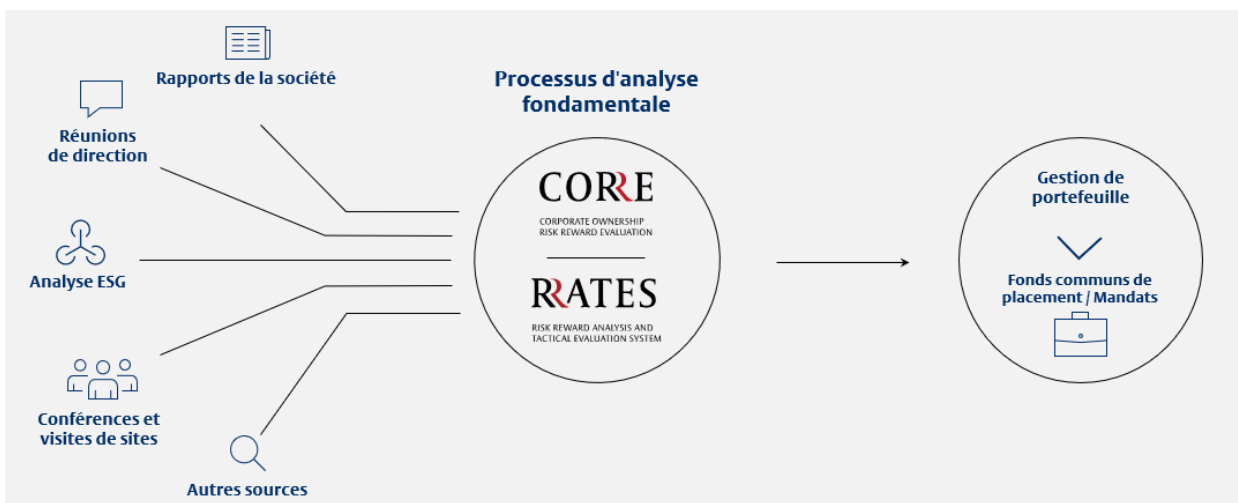 Rapports de la société
Réunions
de direction
Analyse ESG
Conférences et
visites de sites
Autres sources
Processus d'analyse
fondamentale
CORRE
CORPORATE OWNERSHIP
RISK REWARD EVALUATION
RRATES
RISK REWARD ANALYSIS AND
TACTICAL EVALUATION SYSTEM
Gestion de
portefeuille
Fonds communs de
placement / Mandats